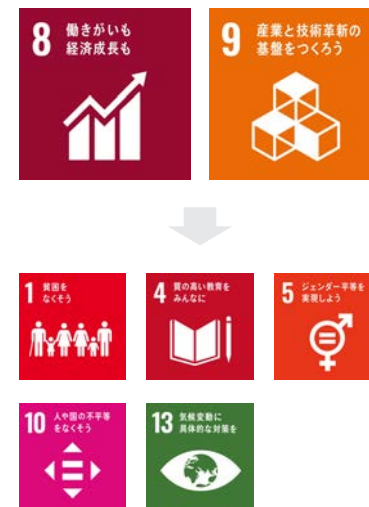 8 働きがいも
経済成長も
9 産業と技術革新の
基盤をつくろう
1 貧困を
なくそう
4 質の高い教育を
みんなに
5 ジェンダー平等を
実現しよう
10 人や国の不平等
をなくそう
13 気候変動に
具体的な対策を